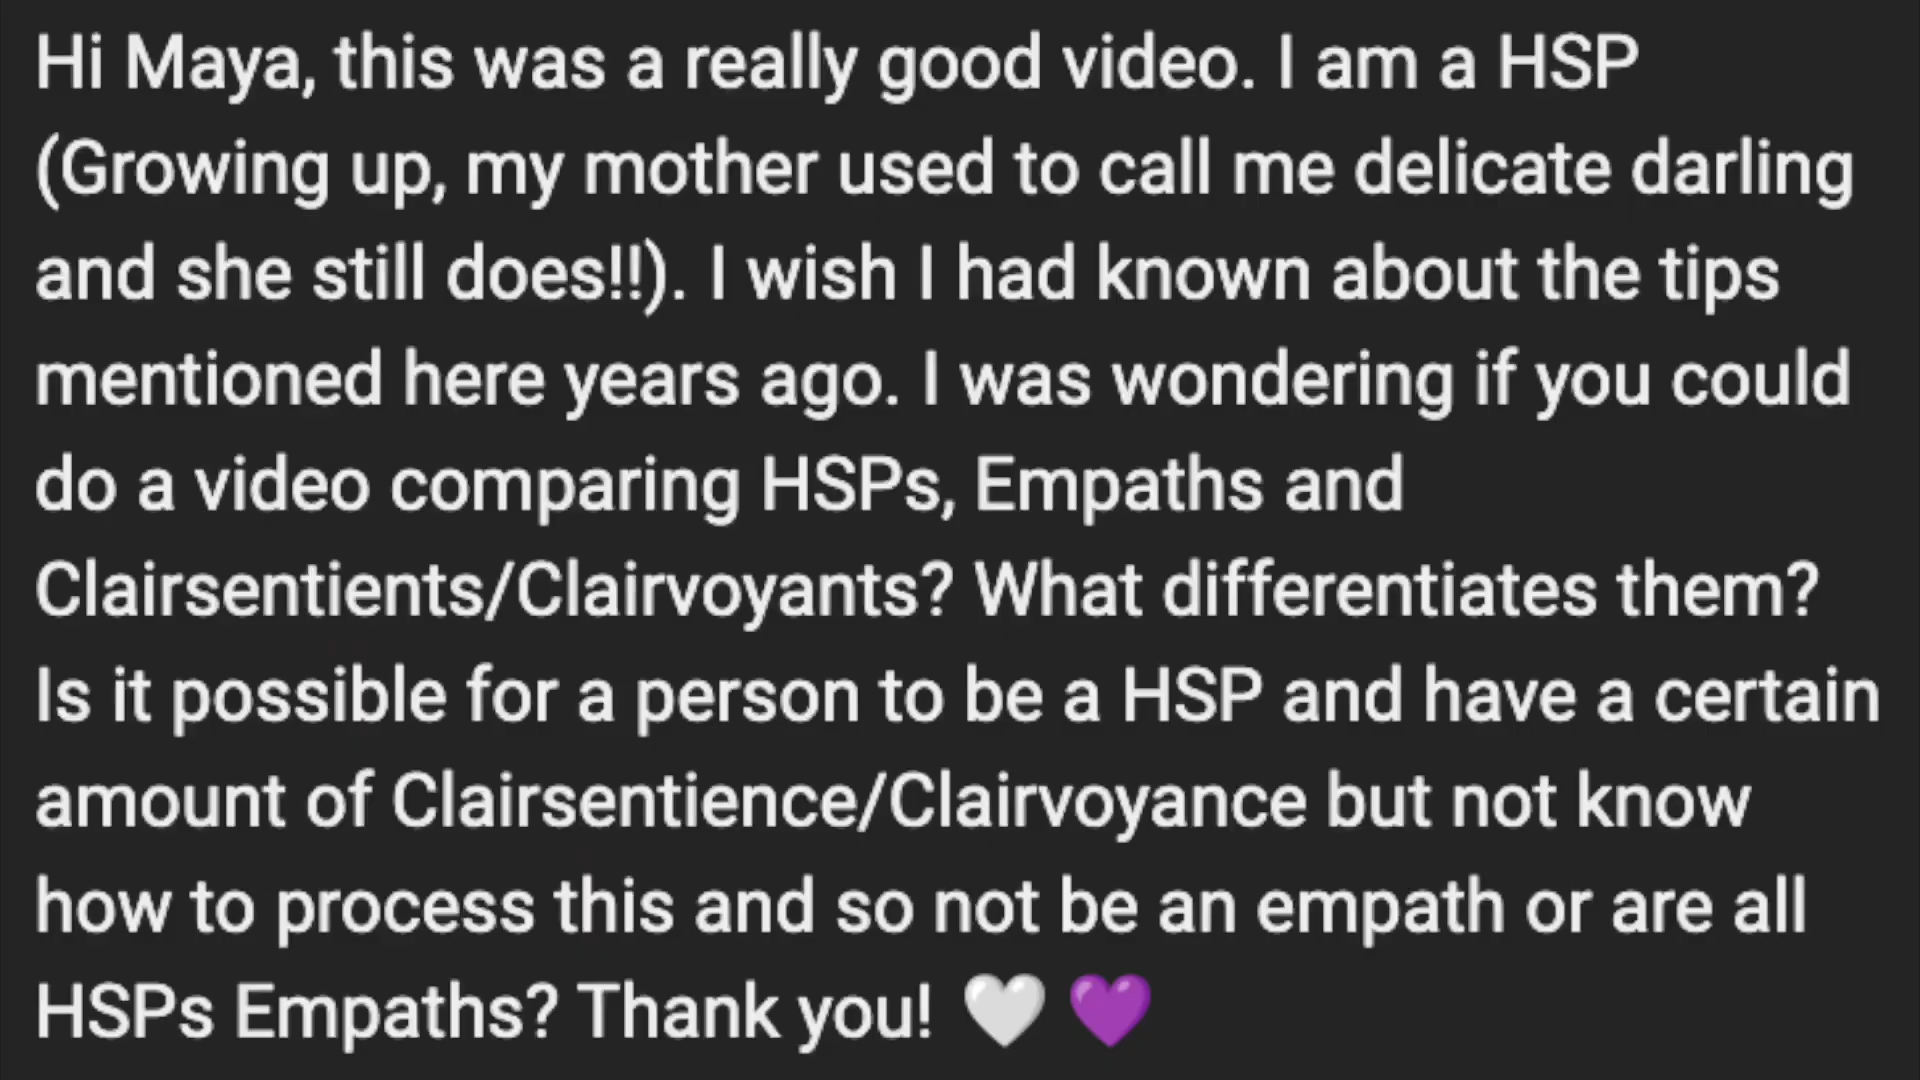 Hi Maya, this was a really good video. I am a HSP
(Growing up, my mother used to call me delicate darling
and she still does!!). I wish I had known about the tips
mentioned here years ago. I was wondering if you could
do a video comparing HSPs, Empaths and
Clairsentients/Clairvoyants? What differentiates them?
Is it possible for a person to be a HSP and have a certain
amount of Clairsentience/Clairvoyance but not know
how to process this and so not be an empath or are all
HSPs Empaths? Thank you! 🤍 💜